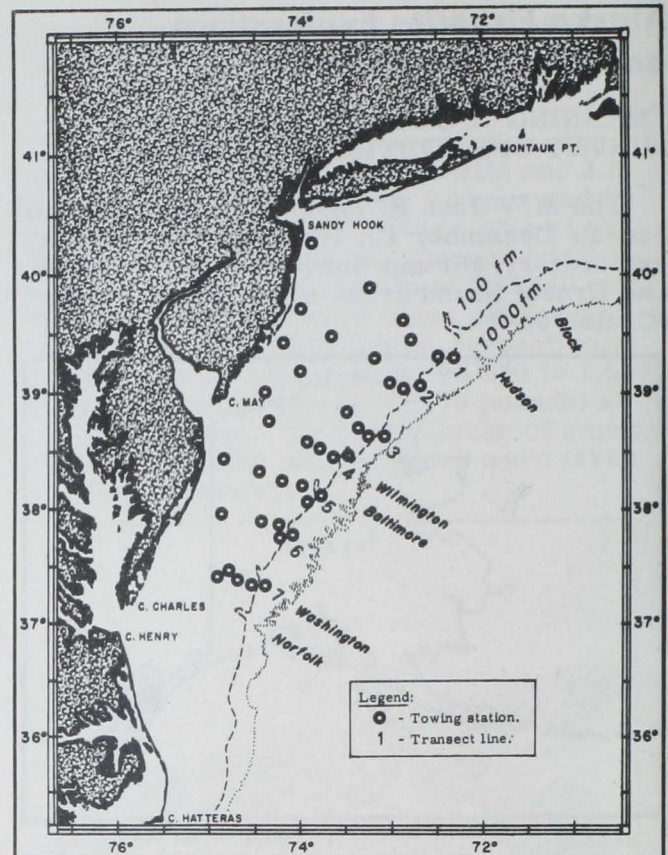 76°
74°
72°
41°
41°
MONTAUK PT.
SANDY HOOK
40°
40°
100 fm.
1000 fm.
Block
Hudson
39°
39°
C. MAY
2
3
4
38°
38°
5
Wilmington
Baltimore
6
7
Washington
Norfolk
C. CHARLES
37°
37°
C. HENRY
36°
36°
Legend:
- Towing station.
1 - Transect line.
C. HATTERAS
76°
74°
72°